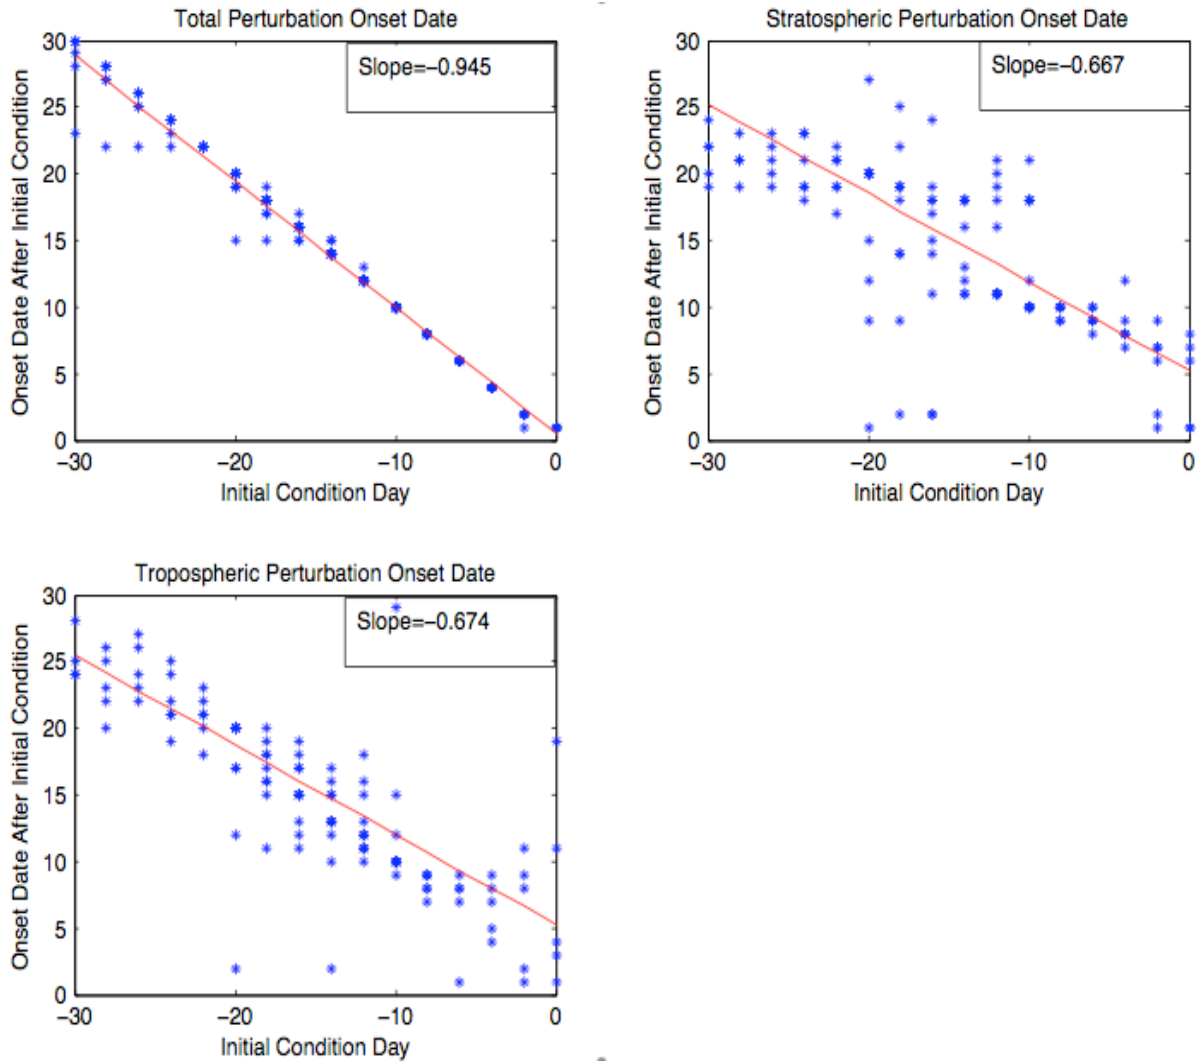 Total Perturbation Onset Date
Slope=−0.945
30
25
20
15
10
5
0
−30
−20
−10
0
Initial Condition Day
Onset Date After Initial Condition
Stratospheric Perturbation Onset Date
Slope=−0.667
30
25
20
15
10
5
0
−30
−20
−10
0
Initial Condition Day
Onset Date After Initial Condition
Tropospheric Perturbation Onset Date
Slope=−0.674
30
25
20
15
10
5
0
−30
−20
−10
0
Initial Condition Day
Onset Date After Initial Condition